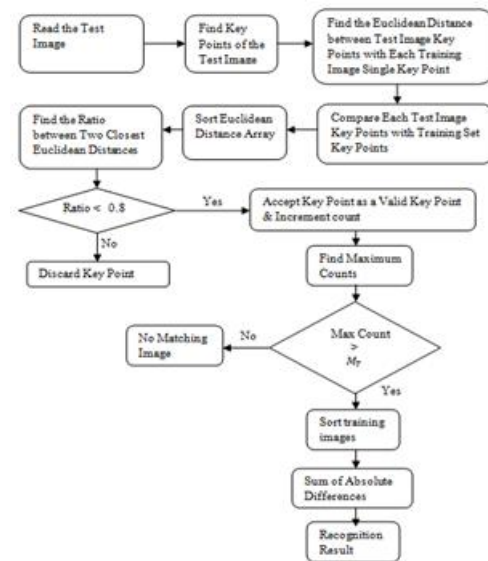 Read the Test
Image
Find Key
Points of the
Test Image
Find the Euclidean Distance
between Test Image Key
Points with Each Training
Image Single Key Point
Find the Ratio
between Two Closest
Euclidean Distances
Sort Euclidean
Distance Array
Compare Each Test Image
Key Points with Training Set
Key Points
Ratio < 0.8
Yes
Accept Key Point as a Valid Key Point
& Increment count
No
Discard Key Point
Find Maximum
Counts
No Matching
Image
No
Max Count
>
M_T
Yes
Sort training
images
Sum of Absolute
Differences
Recognition
Result